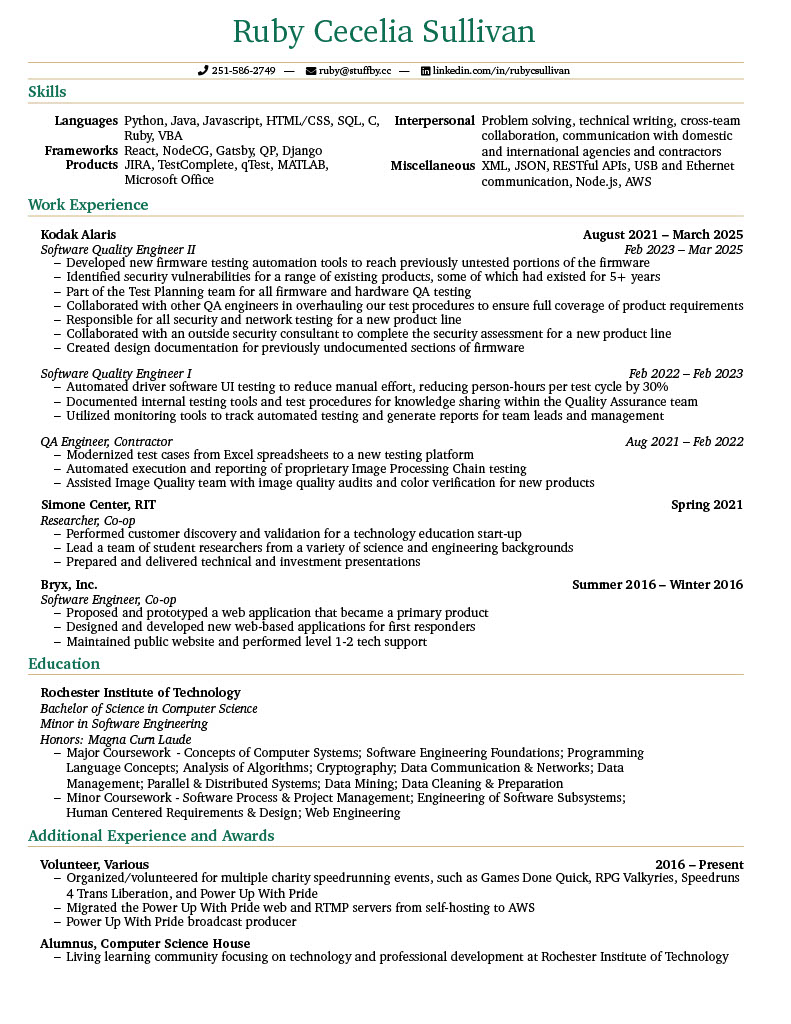 Ruby Cecelia Sullivan
251-586-2749 — ruby@stuffby.cc — linkedin.com/in/rubycsullivan
Skills
Languages Python, Java, Javascript, HTML/CSS, SQL, C,
Ruby, VBA
Frameworks React, NodeCG, Gatsby, QP, Django
Products JIRA, TestComplete, qTest, MATLAB,
Microsoft Office
Interpersonal Problem solving, technical writing, cross-team
collaboration, communication with domestic
and international agencies and contractors
Miscellaneous XML, JSON, RESTful APIs, USB and Ethernet
communication, Node.js, AWS
Work Experience
Kodak Alaris August 2021 – March 2025
Software Quality Engineer II Feb 2023 – Mar 2025
– Developed new firmware testing automation tools to reach previously untested portions of the firmware
– Identified security vulnerabilities for a range of existing products, some of which had existed for 5+ years
– Part of the Test Planning team for all firmware and hardware QA testing
– Collaborated with other QA engineers in overhauling our test procedures to ensure full coverage of product requirements
– Responsible for all security and network testing for a new product line
– Collaborated with an outside security consultant to complete the security assessment for a new product line
– Created design documentation for previously undocumented sections of firmware
Software Quality Engineer I Feb 2022 – Feb 2023
– Automated driver software UI testing to reduce manual effort, reducing person-hours per test cycle by 30%
– Documented internal testing tools and test procedures for knowledge sharing within the Quality Assurance team
– Utilized monitoring tools to track automated testing and generate reports for team leads and management
QA Engineer, Contractor Aug 2021 – Feb 2022
– Modernized test cases from Excel spreadsheets to a new testing platform
– Automated execution and reporting of proprietary Image Processing Chain testing
– Assisted Image Quality team with image quality audits and color verification for new products
Simone Center, RIT Spring 2021
Researcher, Co-op
– Performed customer discovery and validation for a technology education start-up
– Lead a team of student researchers from a variety of science and engineering backgrounds
– Prepared and delivered technical and investment presentations
Bryx, Inc. Summer 2016 – Winter 2016
Software Engineer, Co-op
– Proposed and prototyped a web application that became a primary product
– Designed and developed new web-based applications for first responders
– Maintained public website and performed level 1-2 tech support
Education
Rochester Institute of Technology
Bachelor of Science in Computer Science
Minor in Software Engineering
Honors: Magna Cum Laude
– Major Coursework - Concepts of Computer Systems; Software Engineering Foundations; Programming
Language Concepts; Analysis of Algorithms; Cryptography; Data Communication & Networks; Data
Management; Parallel & Distributed Systems; Data Mining; Data Cleaning & Preparation
– Minor Coursework - Software Process & Project Management; Engineering of Software Subsystems;
Human Centered Requirements & Design; Web Engineering
Additional Experience and Awards
Volunteer, Various 2016 – Present
– Organized/volunteered for multiple charity speedrunning events, such as Games Done Quick, RPG Valkyries, Speedruns
4 Trans Liberation, and Power Up With Pride
– Migrated the Power Up With Pride web and RTMP servers from self-hosting to AWS
– Power Up With Pride broadcast producer
Alumnus, Computer Science House
– Living learning community focusing on technology and professional development at Rochester Institute of Technology